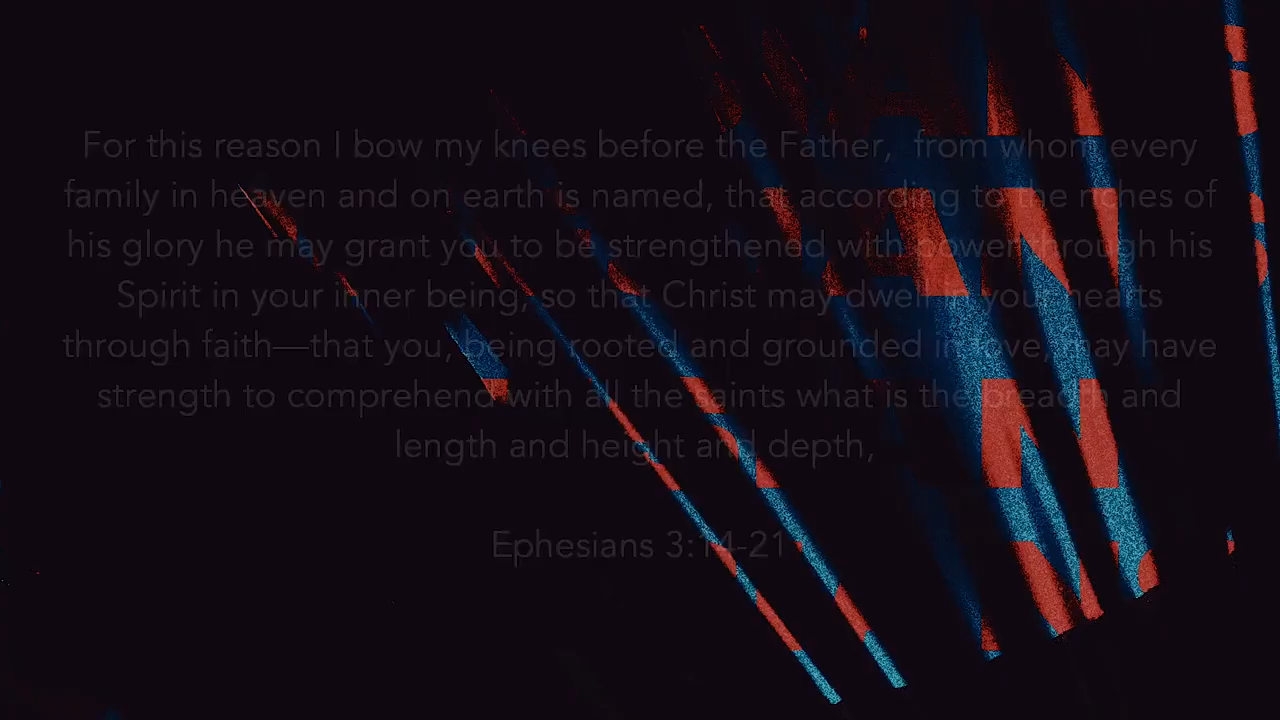 For this reason I bow my knees before the Father, from whom every
family in heaven and on earth is named, that according to the riches of
his glory he may grant you to be strengthened with power through his
Spirit in your inner being, so that Christ may dwell in your hearts
through faith—that you, being rooted and grounded in love, may have
strength to comprehend with all the saints what is the breadth and
length and height and depth,
Ephesians 3:14-21